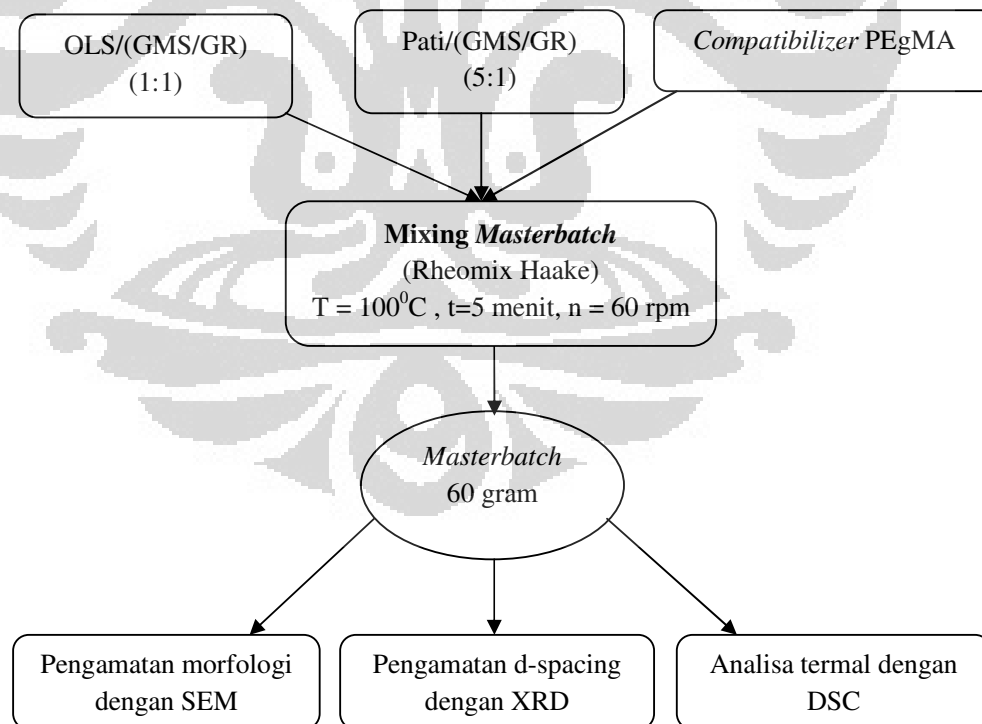 OLS/(GMS/GR)
(1:1)
Pati/(GMS/GR)
(5:1)
Compatibilizer PEgMA
Mixing Masterbatch
(Rheomix Haake)
T = 100⁰C , t=5 menit, n = 60 rpm
Masterbatch
60 gram
Pengamatan morfologi
dengan SEM
Pengamatan d-spacing
dengan XRD
Analisa termal dengan
DSC